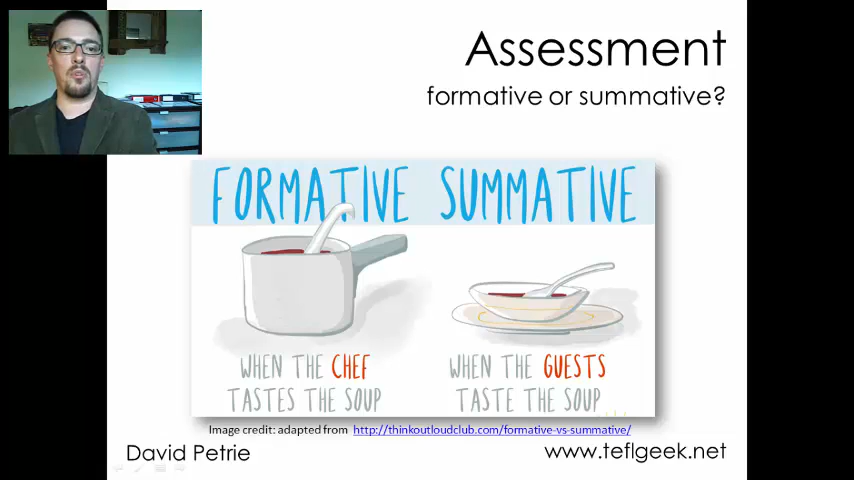 Assessment
formative or summative?
FORMATIVE SUMMATIVE
WHEN THE CHEF
TASTES THE SOUP
WHEN THE GUESTS
TASTE THE SOUP
Image credit: adapted from http://thinkoutloudclub.com/formative-vs-summative/
David Petrie
www.teflgeek.net